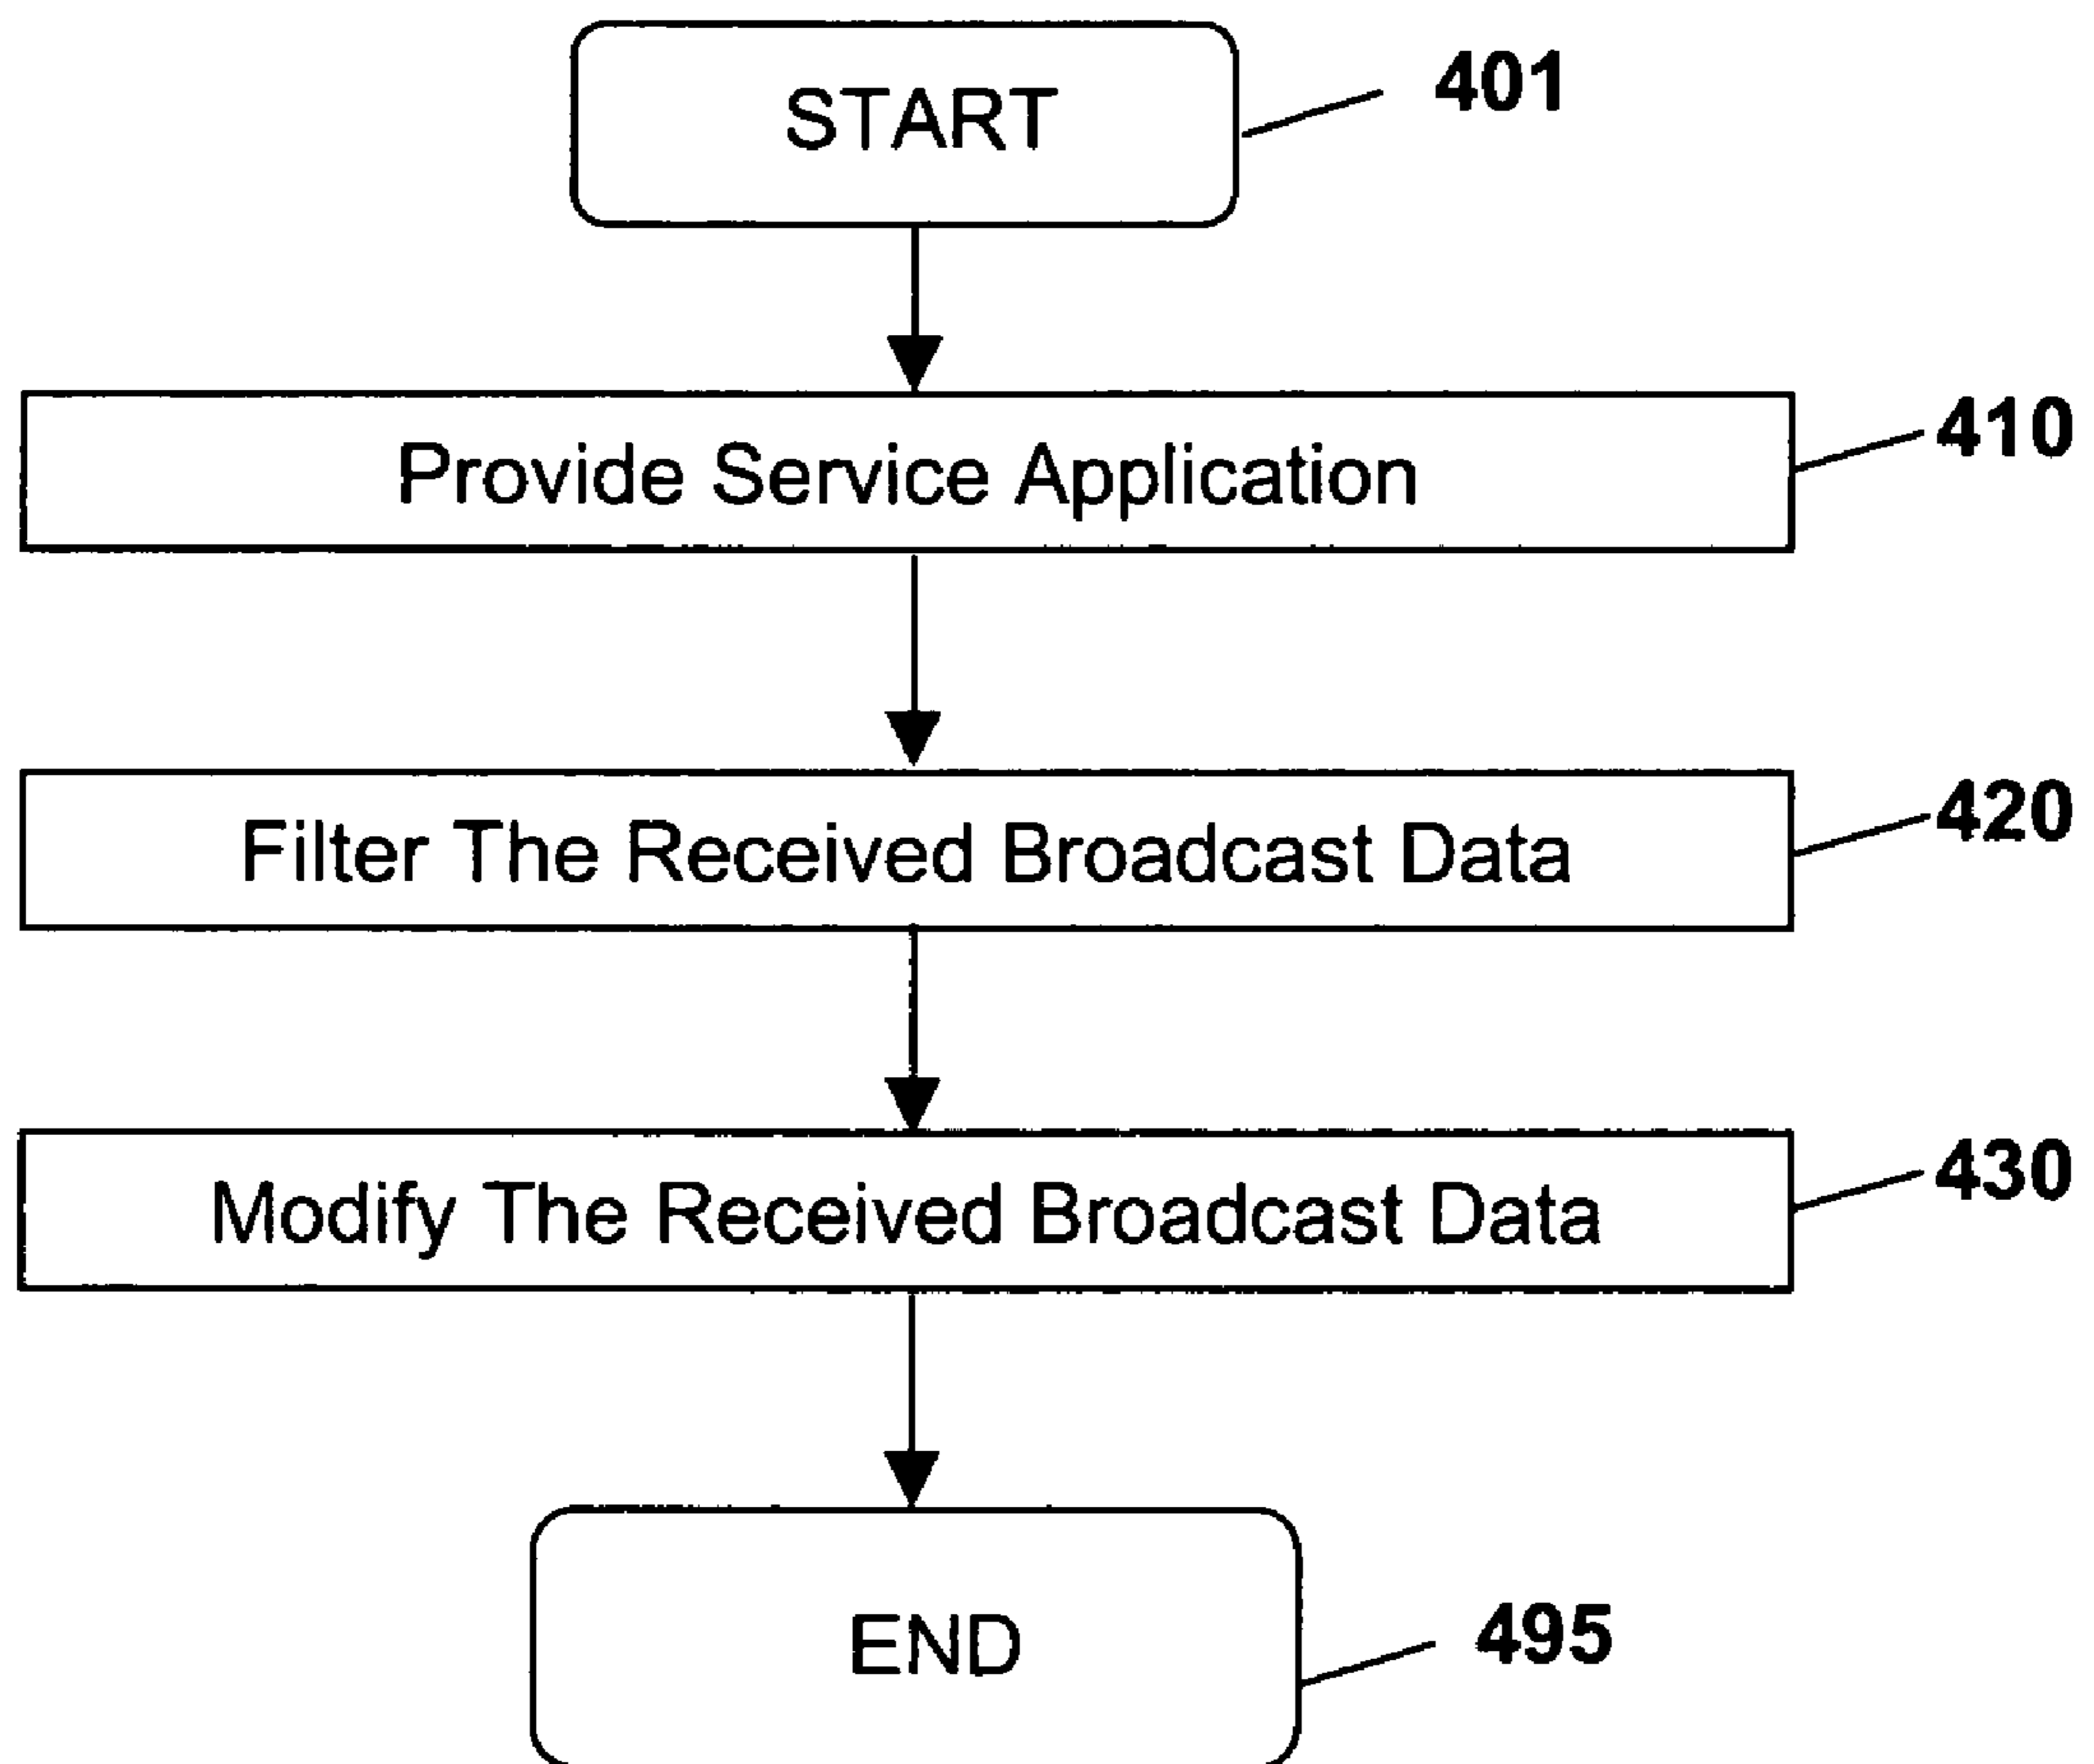 START
401
Provide Service Application
410
Filter The Received Broadcast Data
420
Modify The Received Broadcast Data
430
END
495